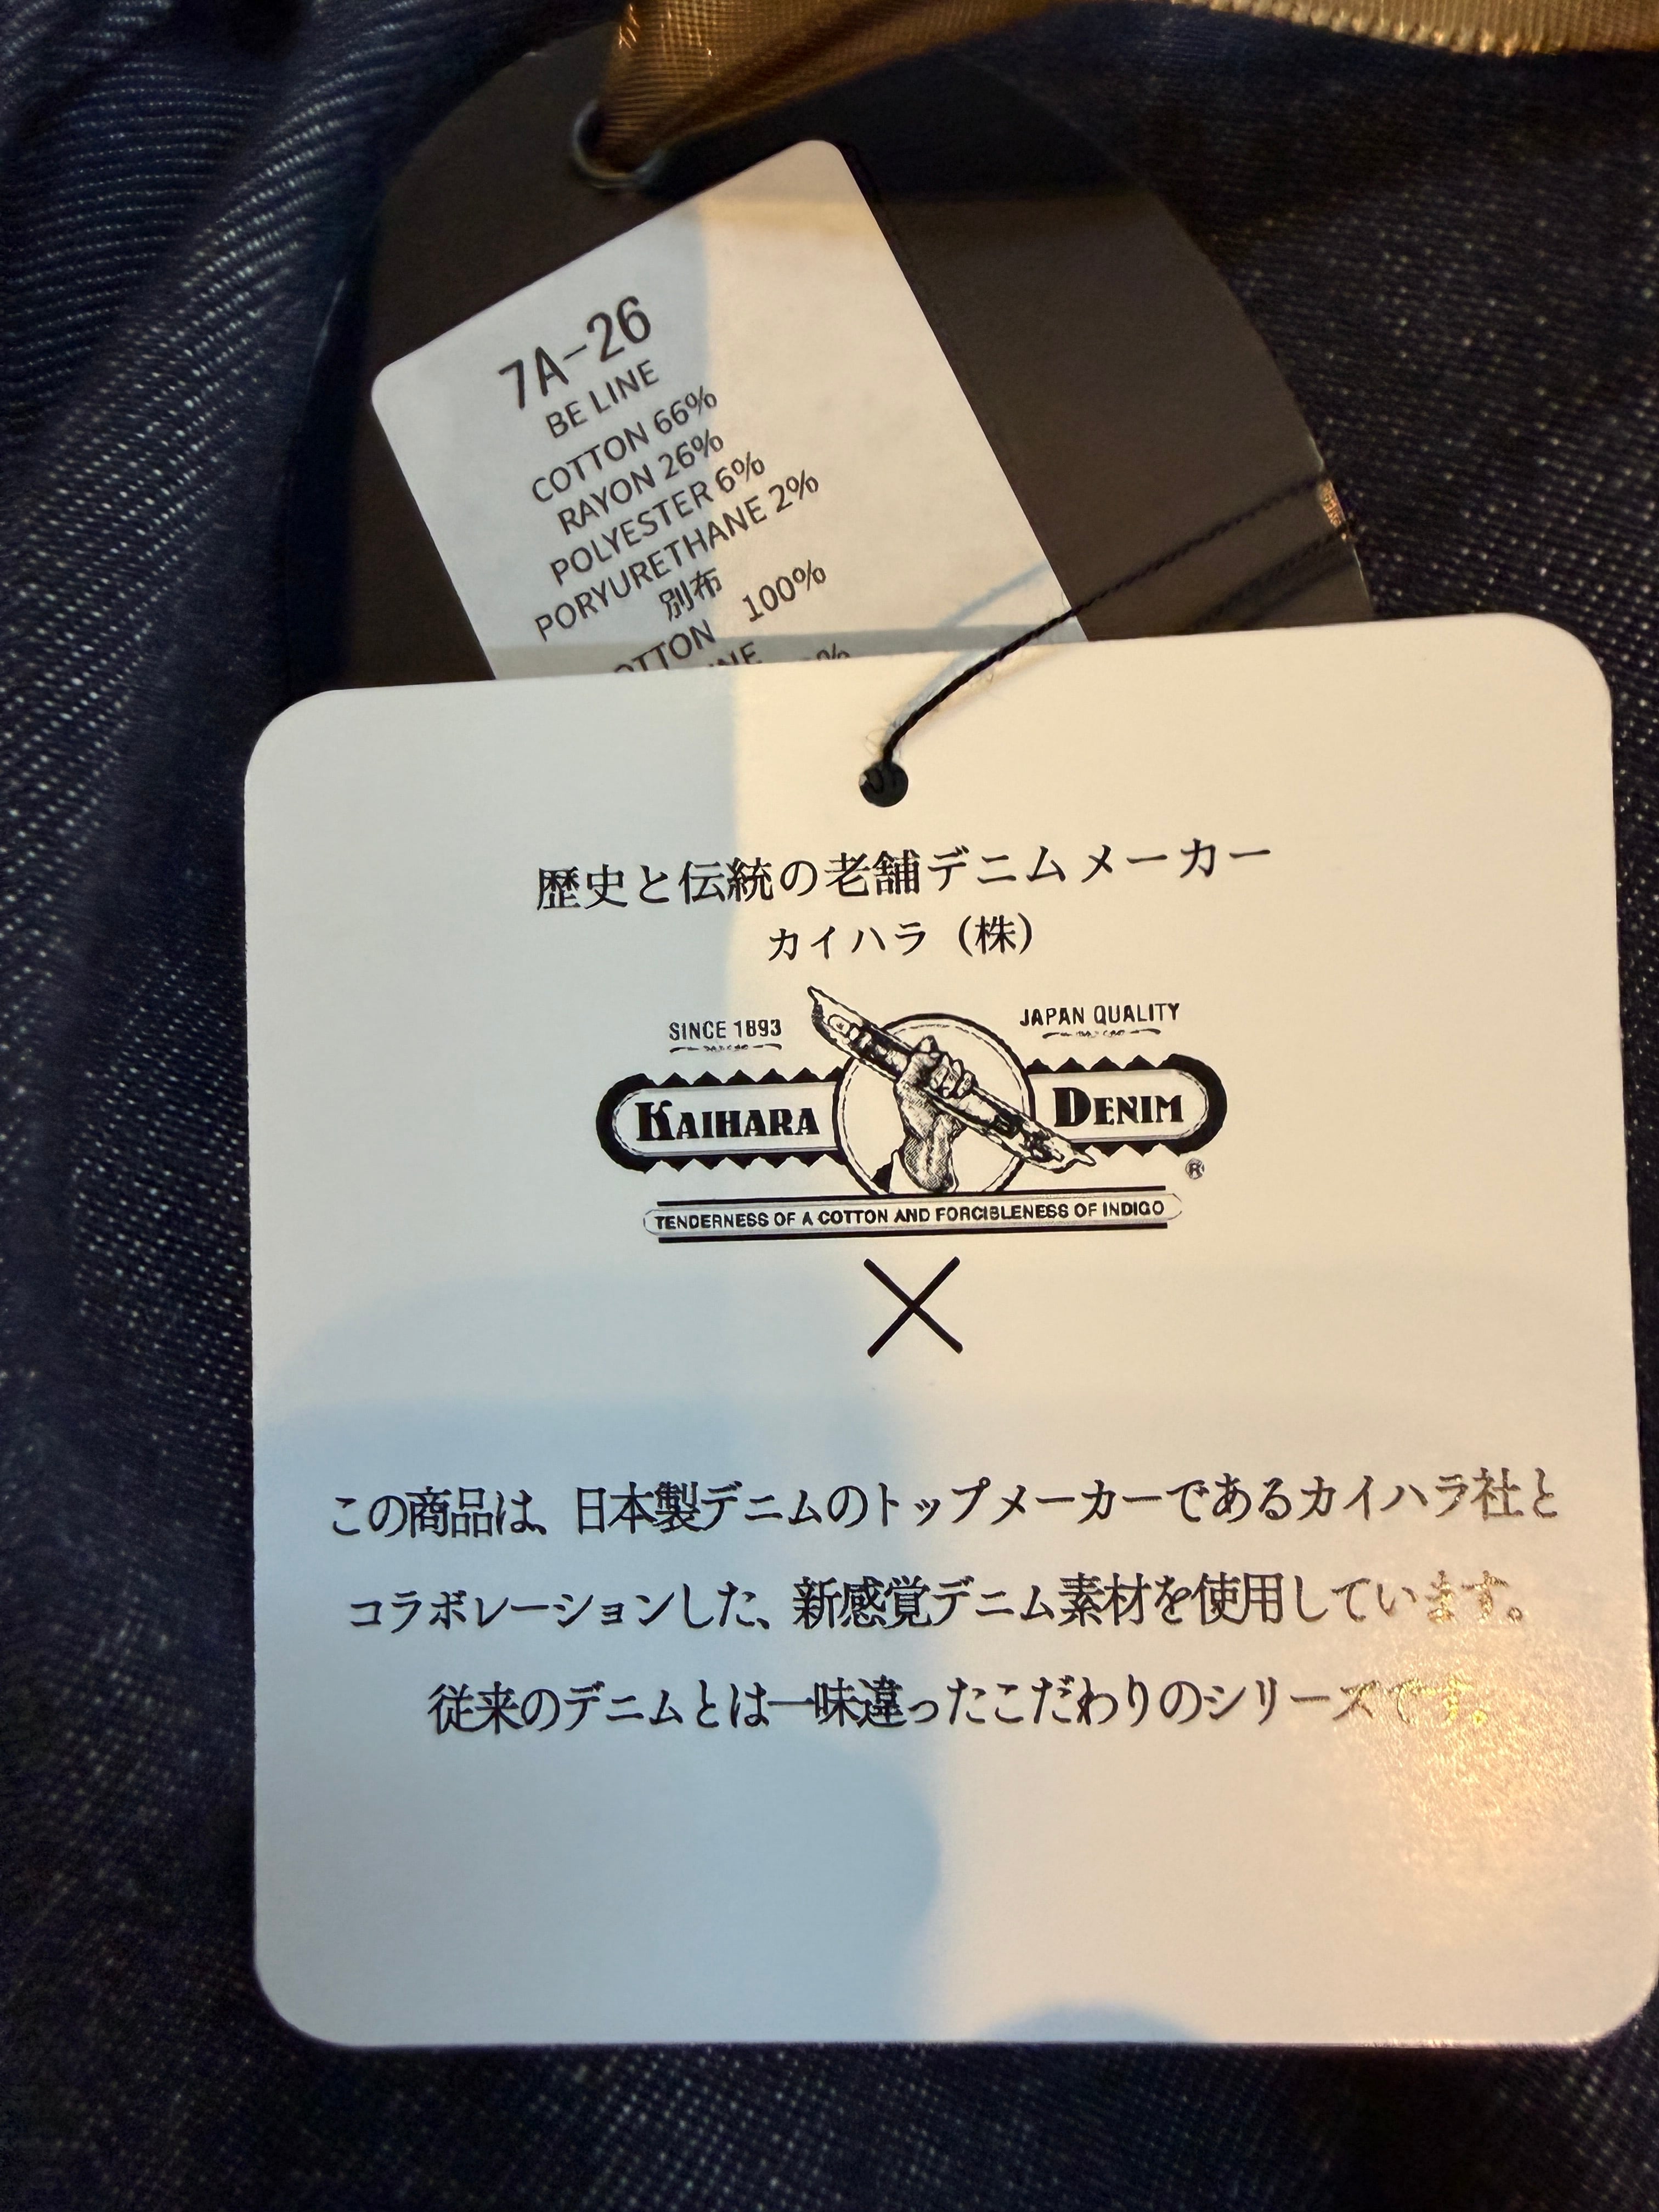 7A-26
BE LINE
COTTON 66%
RAYON 26%
POLYESTER 6%
PORYURETHANE 2%
別布
COTTON 100%
歴史と伝統の老舗デニムメーカー
カイハラ（株）
SINCE 1893
JAPAN QUALITY
KAIHARA DENIM
®
TENDERNESS OF A COTTON AND FORCIBLENESS OF INDIGO
×
この商品は、日本製デニムのトップメーカーであるカイハラ社と
コラボレーションした、新感覚デニム素材を使用しています。
従来のデニムとは一味違ったこだわりのシリーズです。